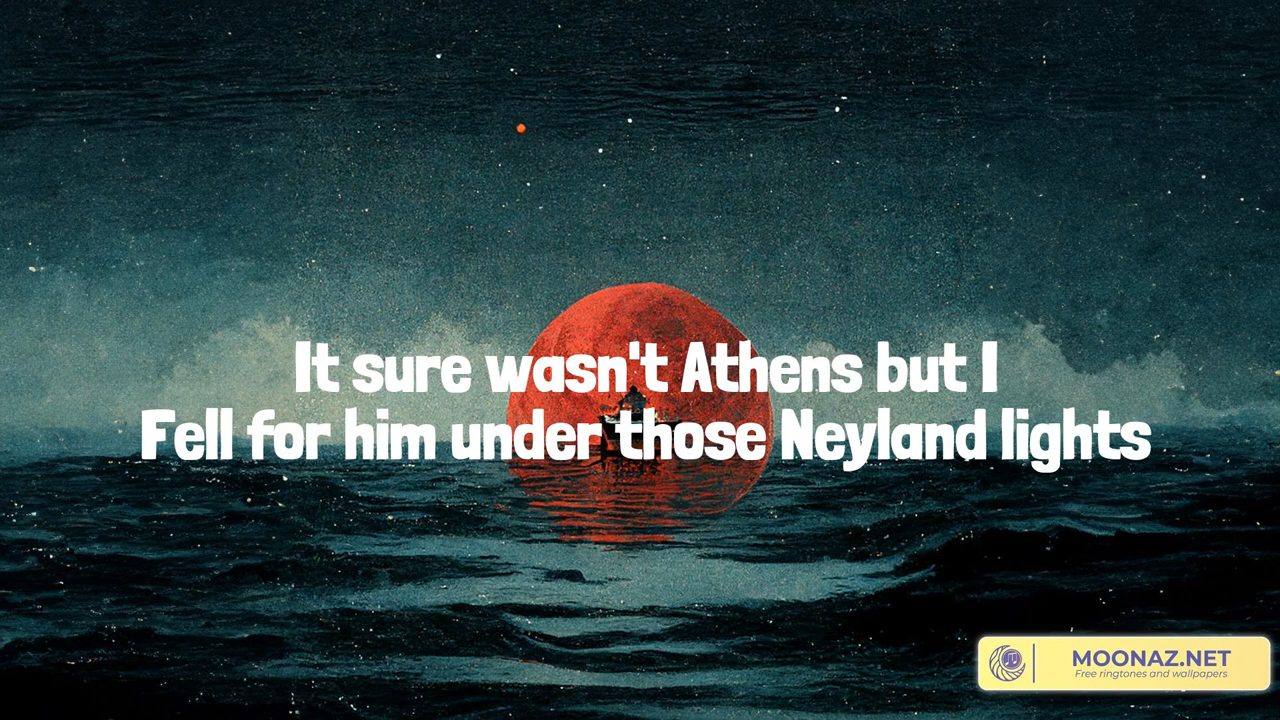 It sure wasn't Athens but I
Fell for him under those Neyland lights
MOONAZ.NET
Free ringtones and wallpapers